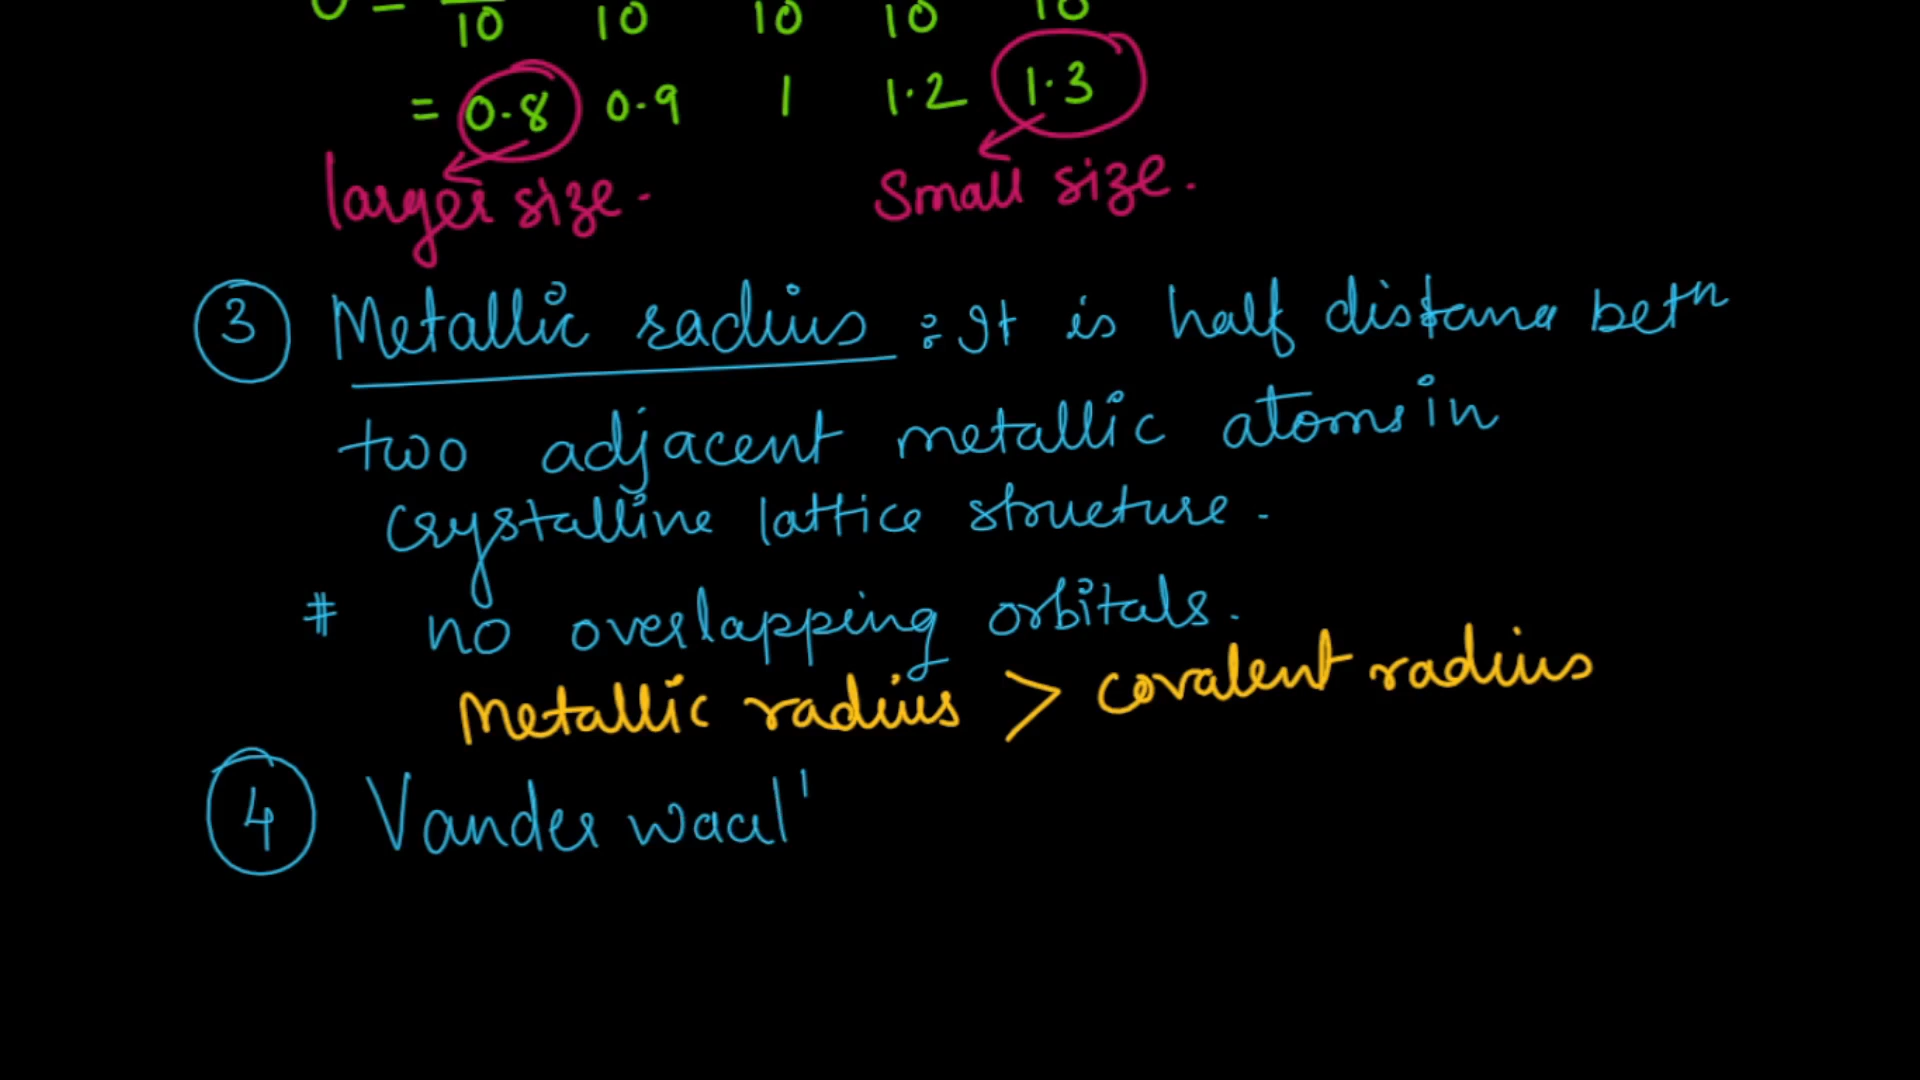 10 10 10 10 10
= 0.8 0.9 1 1.2 1.3
larger size. Small size.
3 Metallic radius : It is half distance betn
two adjacent metallic atoms in
Crystalline lattice structure.
# no overlapping orbitals.
Metallic radius > covalent radius
4 Vander waal'